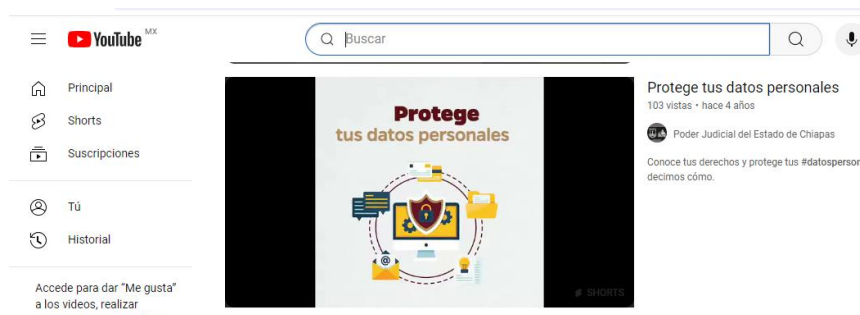 YouTube MX
Buscar
Principal
Shorts
Suscripciones
Tú
Historial
Accede para dar "Me gusta"
a los videos, realizar
Protege
tus datos personales
@
SHORTS
Protege tus datos personales
103 vistas • hace 4 años
Poder Judicial del Estado de Chiapas
Conoce tus derechos y protege tus #datosperson
decimos cómo.